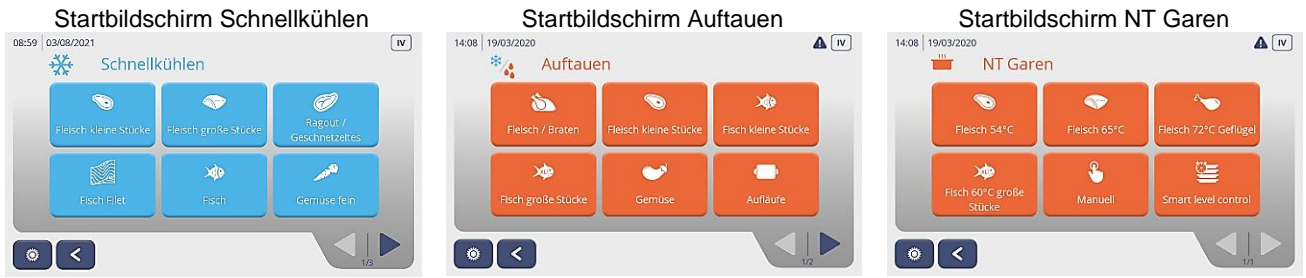 Startbildschirm Schnellkühlen
08:59 03/08/2021 IV
Schnellkühlen
Fleisch kleine Stücke
Fleisch große Stücke
Ragout /
Geschnetzeltes
Fisch Filet
Fisch
Gemüse fein
1/3
Startbildschirm Auftauen
14:08 19/03/2020 IV
Auftauen
Fleisch / Braten
Fleisch kleine Stücke
Fisch kleine Stücke
Fisch große Stücke
Gemüse
Aufläufe
1/2
Startbildschirm NT Garen
14:08 19/03/2020 IV
NT Garen
Fleisch 54°C
Fleisch 65°C
Fleisch 72°C Geflügel
Fisch 60°C große
Stücke
Manuell
Smart level control
1/1